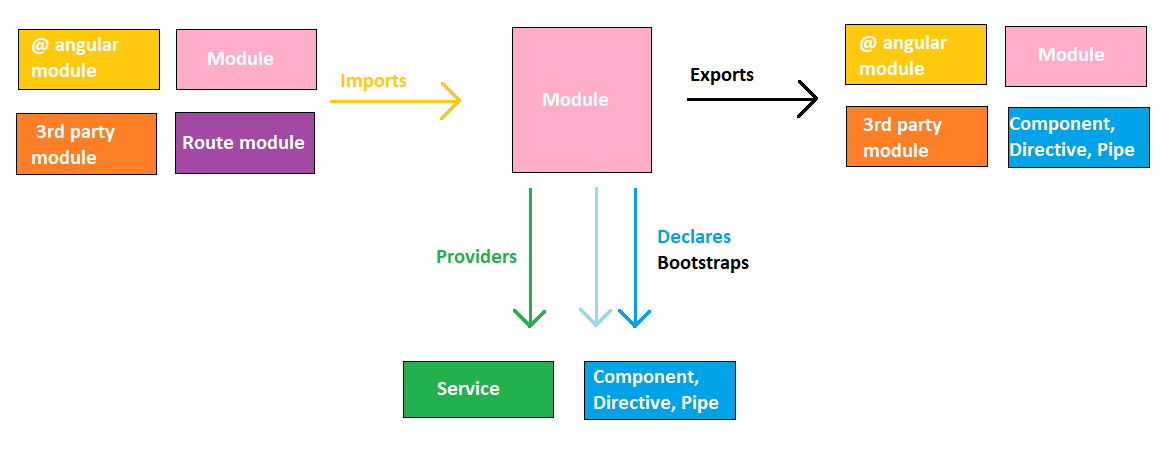 @ angular
module
Module
3rd party
module
Route module
Imports
Module
Exports
@ angular
module
Module
3rd party
module
Component,
Directive, Pipe
Providers
Declares
Bootstraps
Service
Component,
Directive, Pipe